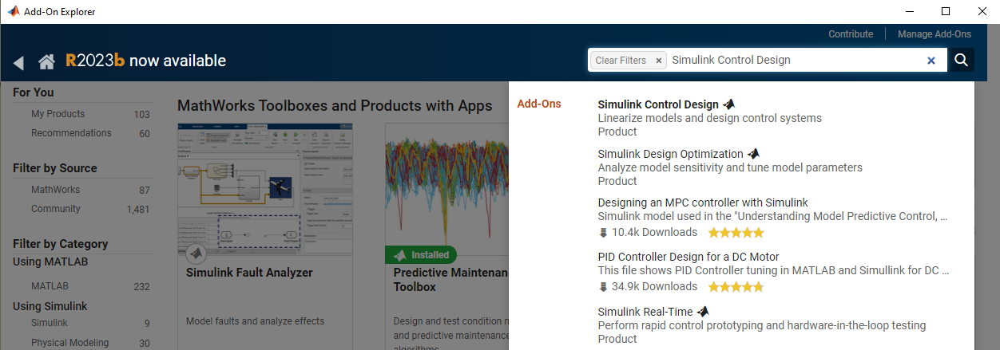 Add-On Explorer
Contribute
Manage Add-Ons
R2023b now available
Clear Filters × Simulink Control Design ×
For You
My Products 103
Recommendations 60
Filter by Source
MathWorks 87
Community 1,481
Filter by Category
Using MATLAB
MATLAB 232
Using Simulink
Simulink 9
Physical Modeling 30
MathWorks Toolboxes and Products with Apps
Simulink Fault Analyzer
Model faults and analyze effects
Installed
Predictive Maintenan
Toolbox
Design and test condition m
and predictive maintenance
algorithms
Add-Ons
Simulink Control Design
Linearize models and design control systems
Product
Simulink Design Optimization
Analyze model sensitivity and tune model parameters
Product
Designing an MPC controller with Simulink
Simulink model used in the "Understanding Model Predictive Control, ...
10.4k Downloads
PID Controller Design for a DC Motor
This file shows PID Controller tuning in MATLAB and Simullink for DC ...
34.9k Downloads
Simulink Real-Time
Perform rapid control prototyping and hardware-in-the-loop testing
Product